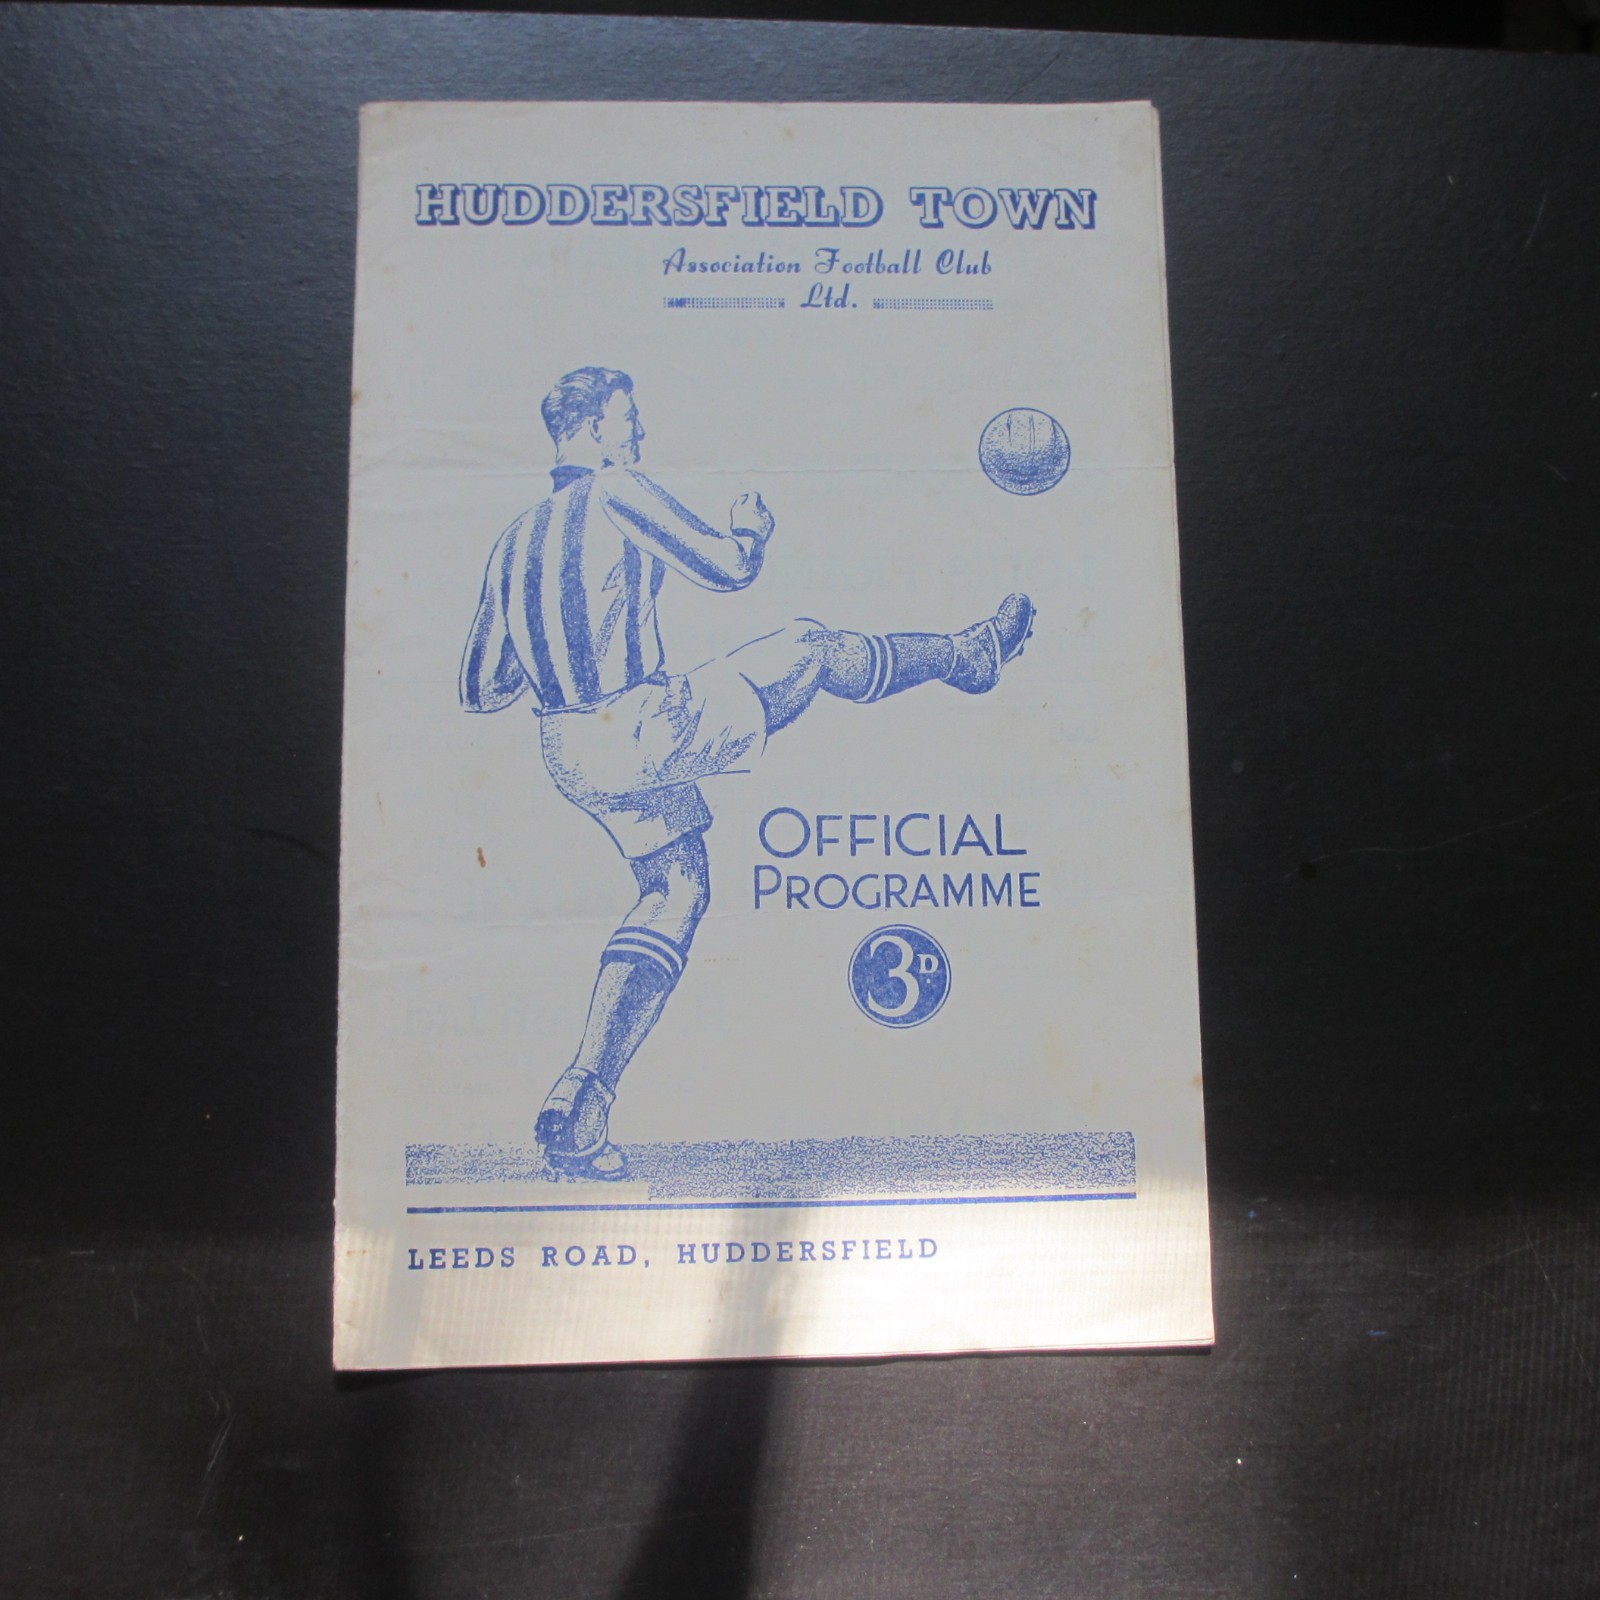 HUDDERSFIELD TOWN
Association Football Club
Ltd.
OFFICIAL
PROGRAMME
3D
LEEDS ROAD, HUDDERSFIELD